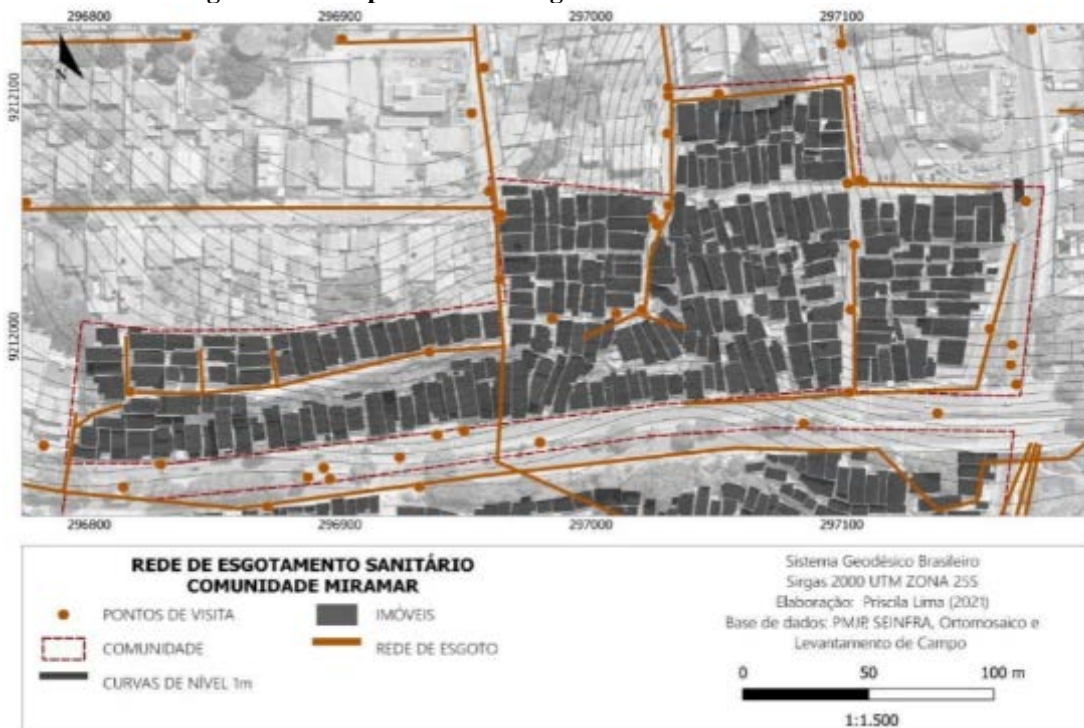 296800 296900 297000 297100
N
9212100
9212000
296800 296900 297000 297100
REDE DE ESGOTAMENTO SANITÁRIO
COMUNIDADE MIRAMAR
PONTOS DE VISITA
IMÓVEIS
COMUNIDADE
REDE DE ESGOTO
CURVAS DE NÍVEL 1m
Sistema Geodésico Brasileiro
Sirgas 2000 UTM ZONA 25S
Elaboração: Priscila Lima (2021)
Base de dados: PMJP, SEINFRA, Ortomosaico e
Levantamento de Campo
0 50 100 m
1:1.500